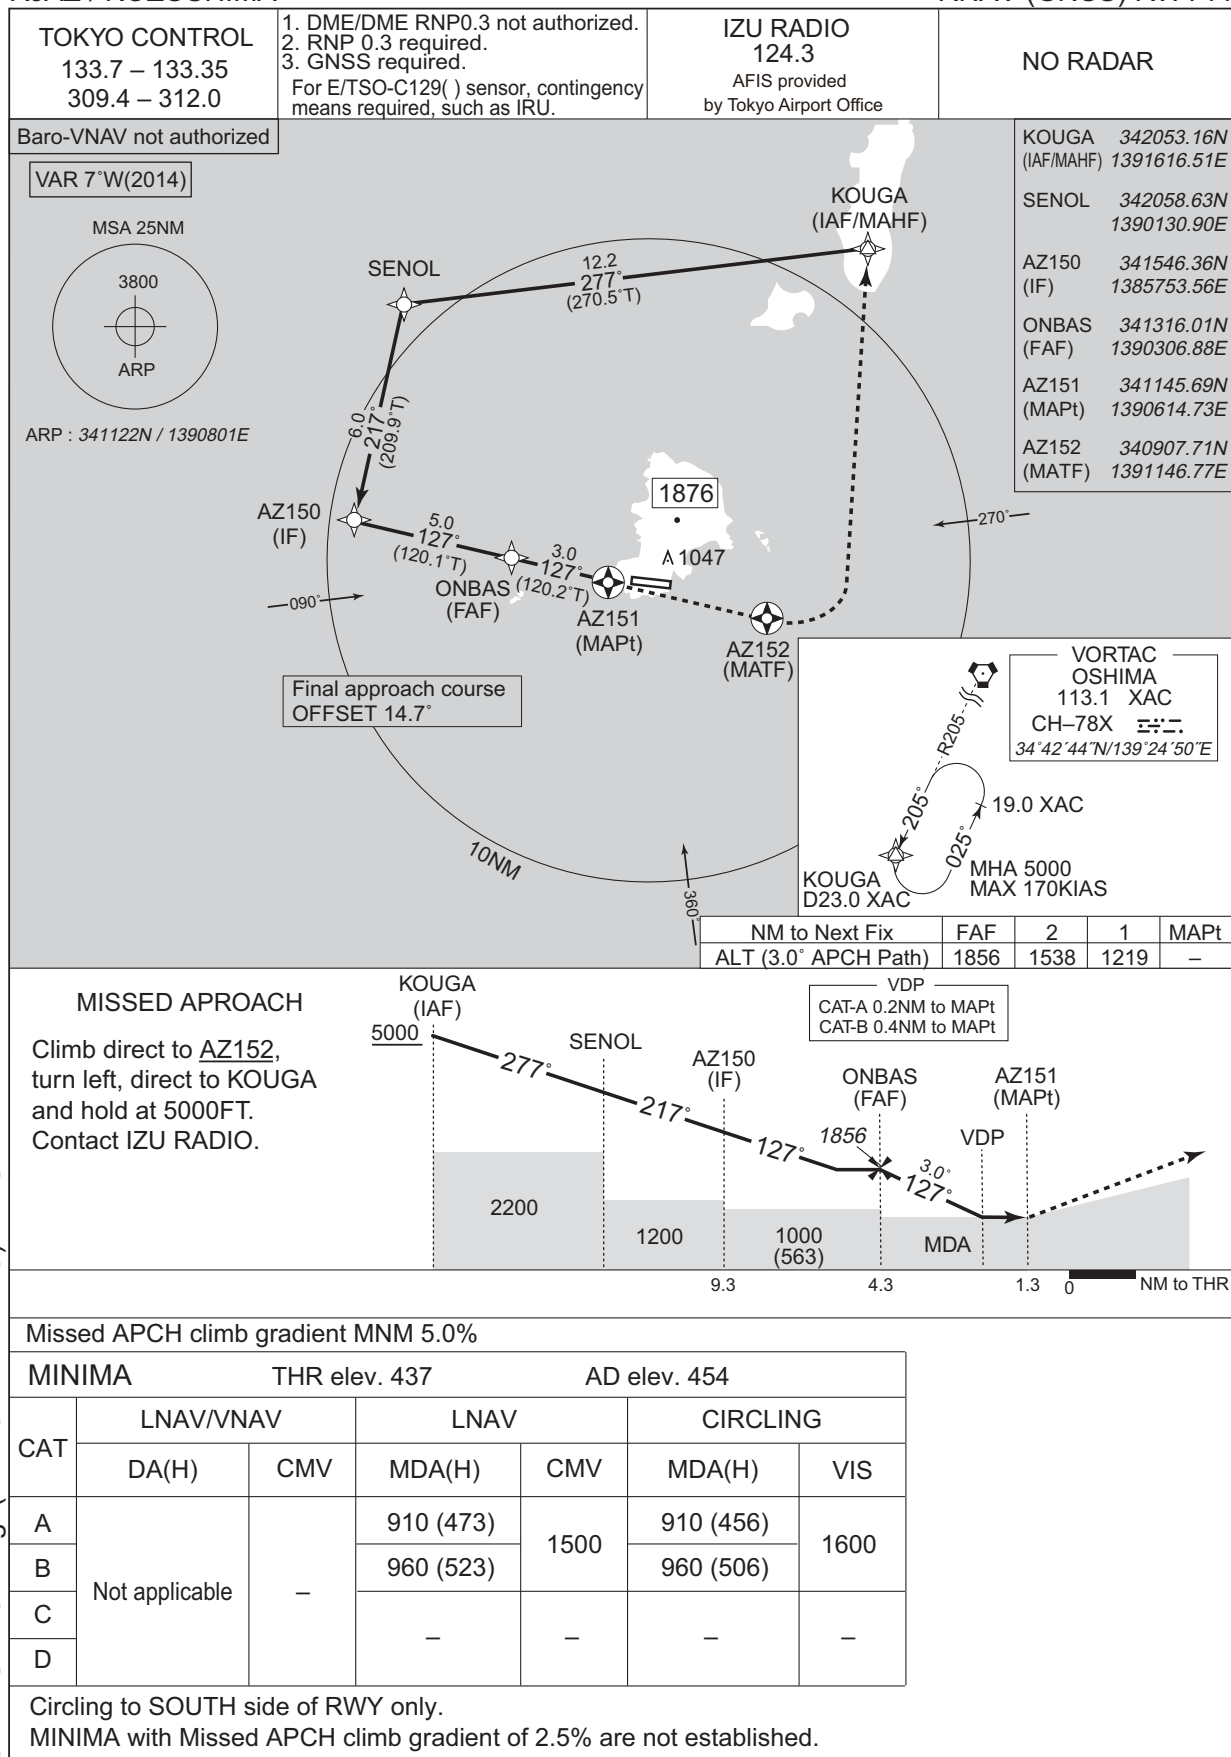 TOKYO CONTROL
133.7 – 133.35
309.4 – 312.0
1. DME/DME RNP0.3 not authorized.
2. RNP 0.3 required.
3. GNSS required.
For E/TSO-C129( ) sensor, contingency
means required, such as IRU.
IZU RADIO
124.3
AFIS provided
by Tokyo Airport Office
NO RADAR
Baro-VNAV not authorized
VAR 7˚W(2014)
MSA 25NM
3800
ARP
ARP : 341122N / 1390801E
KOUGA 342053.16N
(IAF/MAHF) 1391616.51E
SENOL 342058.63N
1390130.90E
AZ150 341546.36N
(IF) 1385753.56E
ONBAS 341316.01N
(FAF) 1390306.88E
AZ151 341145.69N
(MAPt) 1390614.73E
AZ152 340907.71N
(MATF) 1391146.77E
KOUGA
(IAF/MAHF)
SENOL
12.2
277˚
(270.5˚T)
6.0
217˚
(209.9˚T)
AZ150
(IF)
5.0
127˚
(120.1˚T)
ONBAS
(FAF)
3.0
127˚
(120.2˚T)
AZ151
(MAPt)
AZ152
(MATF)
1876
1047
270˚
090˚
360˚
10NM
Final approach course
OFFSET 14.7˚
VORTAC
OSHIMA
113.1 XAC
CH–78X
34˚42´44˝N/139˚24´50˝E
R205
205˚
025˚
19.0 XAC
KOUGA
D23.0 XAC
MHA 5000
MAX 170KIAS
NM to Next Fix FAF 2 1 MAPt
ALT (3.0˚ APCH Path) 1856 1538 1219 –
MISSED APROACH
Climb direct to AZ152,
turn left, direct to KOUGA
and hold at 5000FT.
Contact IZU RADIO.
VDP
CAT-A 0.2NM to MAPt
CAT-B 0.4NM to MAPt
KOUGA
(IAF)
5000
277˚
SENOL
217˚
AZ150
(IF)
127˚
1856
ONBAS
(FAF)
3.0˚
127˚
VDP
AZ151
(MAPt)
2200
1200
1000
(563)
MDA
9.3 4.3 1.3 0 NM to THR
Missed APCH climb gradient MNM 5.0%
MINIMA THR elev. 437 AD elev. 454
CAT LNAV/VNAV LNAV CIRCLING
DA(H) CMV MDA(H) CMV MDA(H) VIS
A 910 (473) 910 (456)
1500 1600
B 960 (523) 960 (506)
Not applicable –
C
– – – –
D
Circling to SOUTH side of RWY only.
MINIMA with Missed APCH climb gradient of 2.5% are not established.